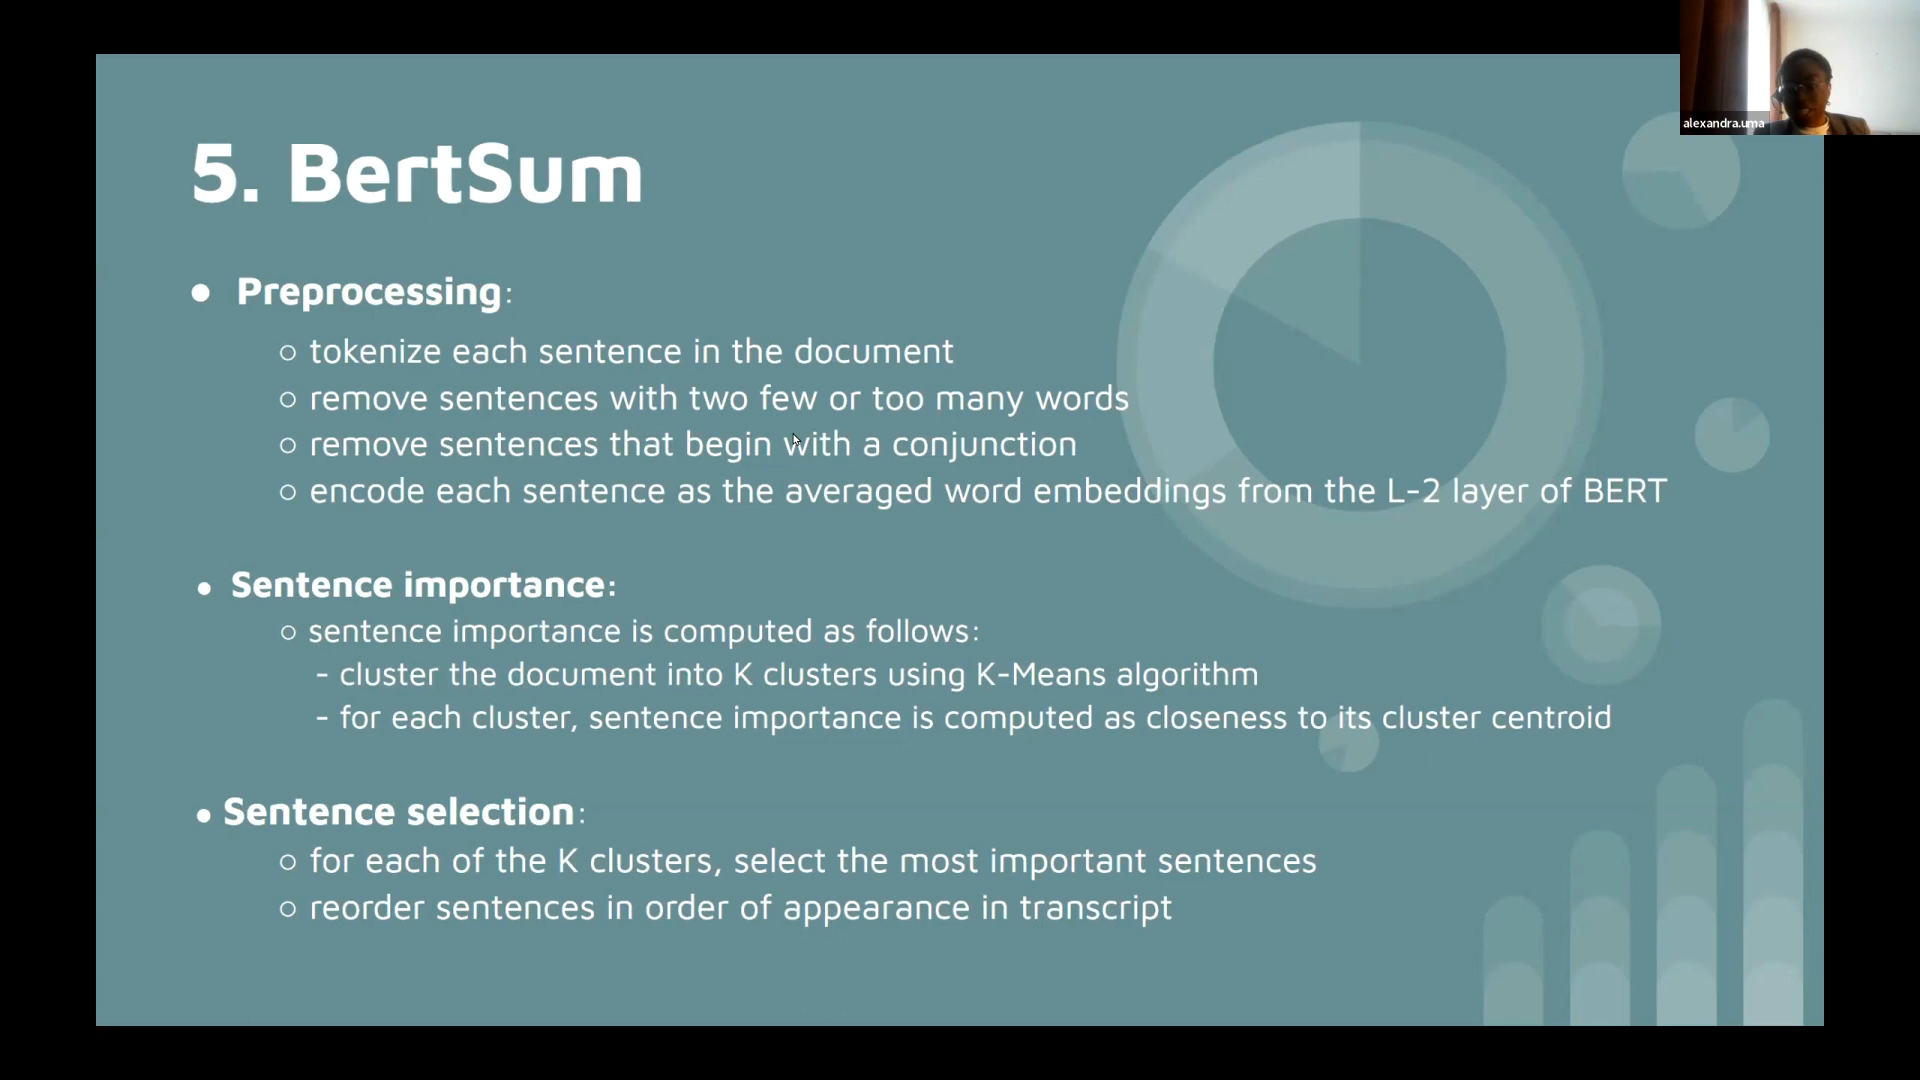 alexandra.uma
5. BertSum
● Preprocessing:
○ tokenize each sentence in the document
○ remove sentences with two few or too many words
○ remove sentences that begin with a conjunction
○ encode each sentence as the averaged word embeddings from the L-2 layer of BERT
● Sentence importance:
○ sentence importance is computed as follows:
- cluster the document into K clusters using K-Means algorithm
- for each cluster, sentence importance is computed as closeness to its cluster centroid
● Sentence selection:
○ for each of the K clusters, select the most important sentences
○ reorder sentences in order of appearance in transcript